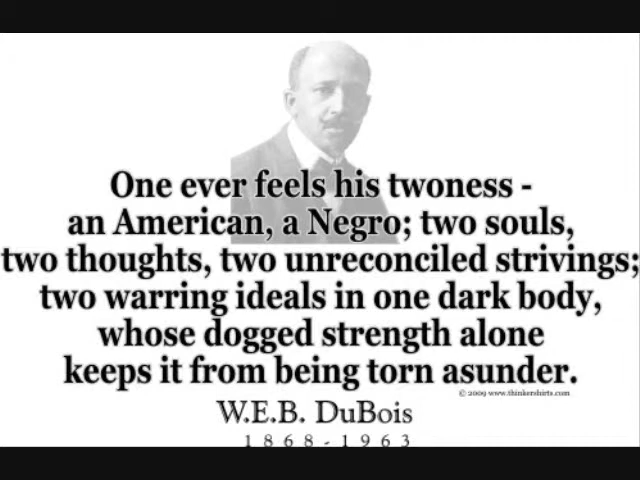 One ever feels his twoness -
an American, a Negro; two souls,
two thoughts, two unreconciled strivings;
two warring ideals in one dark body,
whose dogged strength alone
keeps it from being torn asunder.
© 2009 www.thinkershirts.com
W.E.B. DuBois
1868-1963